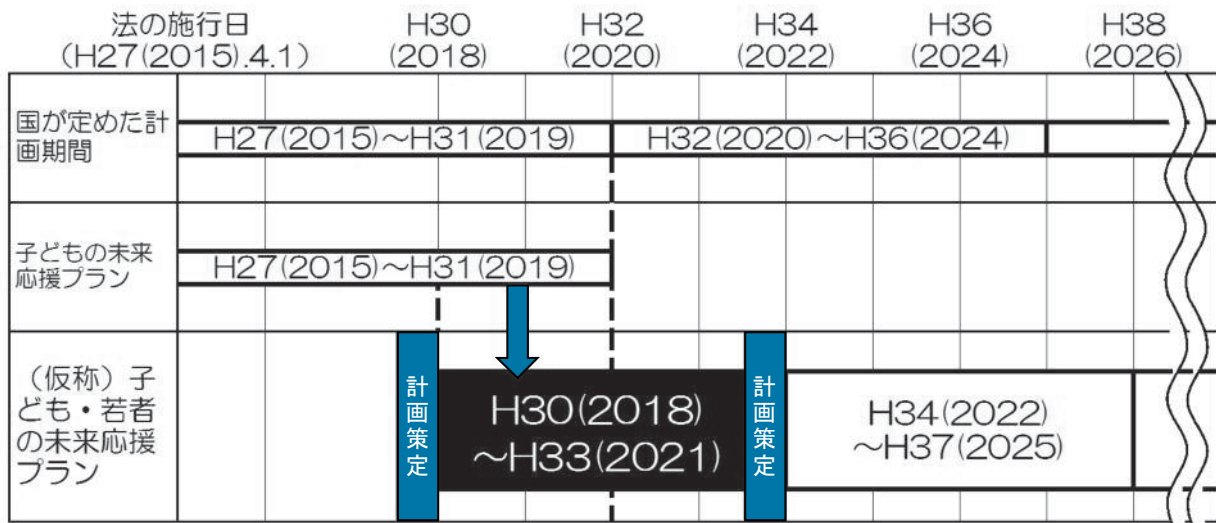 法の施行日
(H27(2015).4.1)
H30
(2018)
H32
(2020)
H34
(2022)
H36
(2024)
H38
(2026)
国が定めた計
画期間
H27(2015)～H31(2019)
H32(2020)～H36(2024)
子どもの未来
応援プラン
H27(2015)～H31(2019)
（仮称）子
ども・若者
の未来応援
プラン
計画策定
H30(2018)
～H33(2021)
計画策定
H34(2022)
～H37(2025)